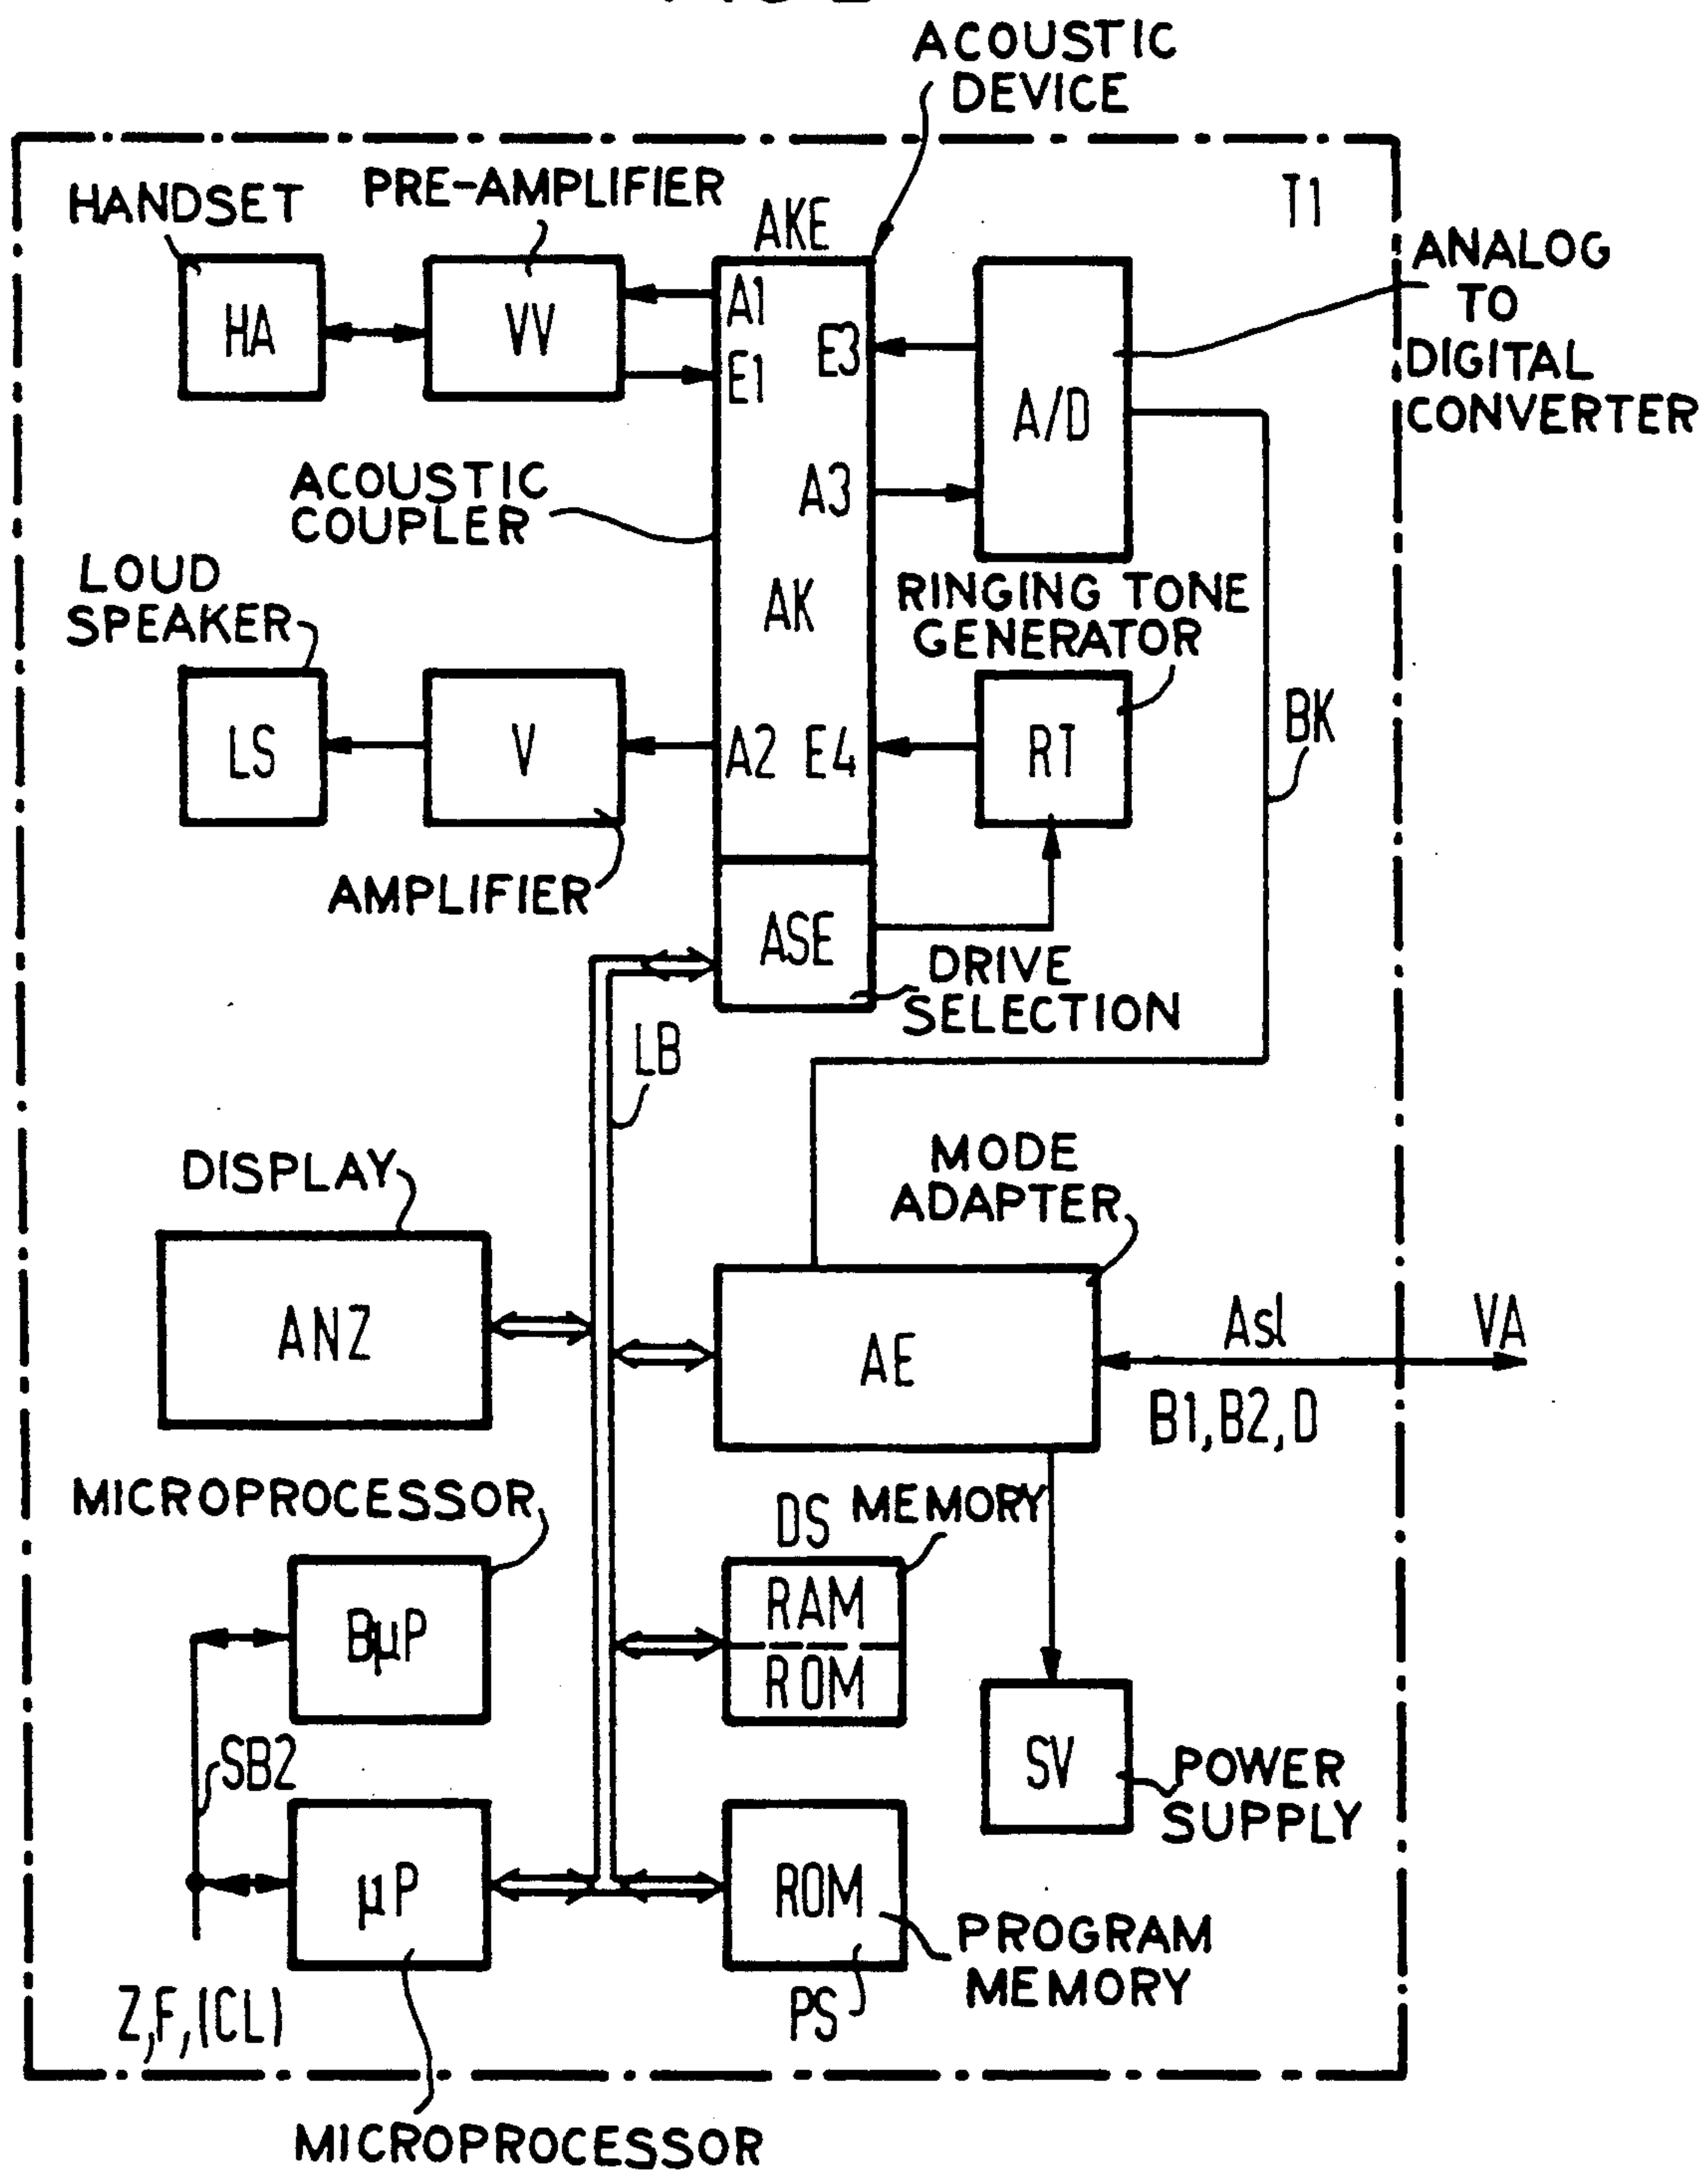 ACOUSTIC
DEVICE
HANDSET
PRE-AMPLIFIER
AKE
T1
ANALOG
TO
DIGITAL
CONVERTER
HA
VV
A1
E1
E3
A3
A/D
ACOUSTIC
COUPLER
AK
LOUD
SPEAKER
RINGING TONE
GENERATOR
LS
V
A2
E4
RT
BK
AMPLIFIER
ASE
DRIVE
SELECTION
LB
DISPLAY
MODE
ADAPTER
ANZ
AE
Asl
VA
B1,B2,D
MICROPROCESSOR
DS
MEMORY
BµP
RAM
ROM
SB2
SV
POWER
SUPPLY
µP
ROM
PROGRAM
MEMORY
PS
Z,F,(CL)
MICROPROCESSOR